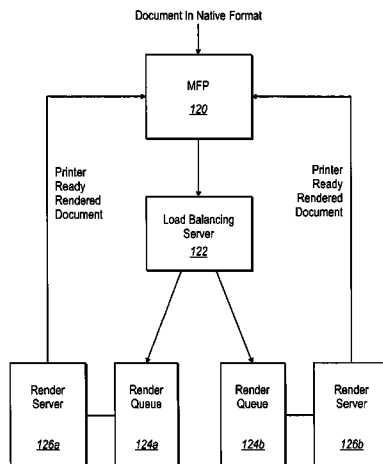 Document In Native Format
MFP
120
Printer
Ready
Rendered
Document
Printer
Ready
Rendered
Document
Load Balancing
Server
122
Render
Server
126a
Render
Queue
124a
Render
Queue
124b
Render
Server
126b